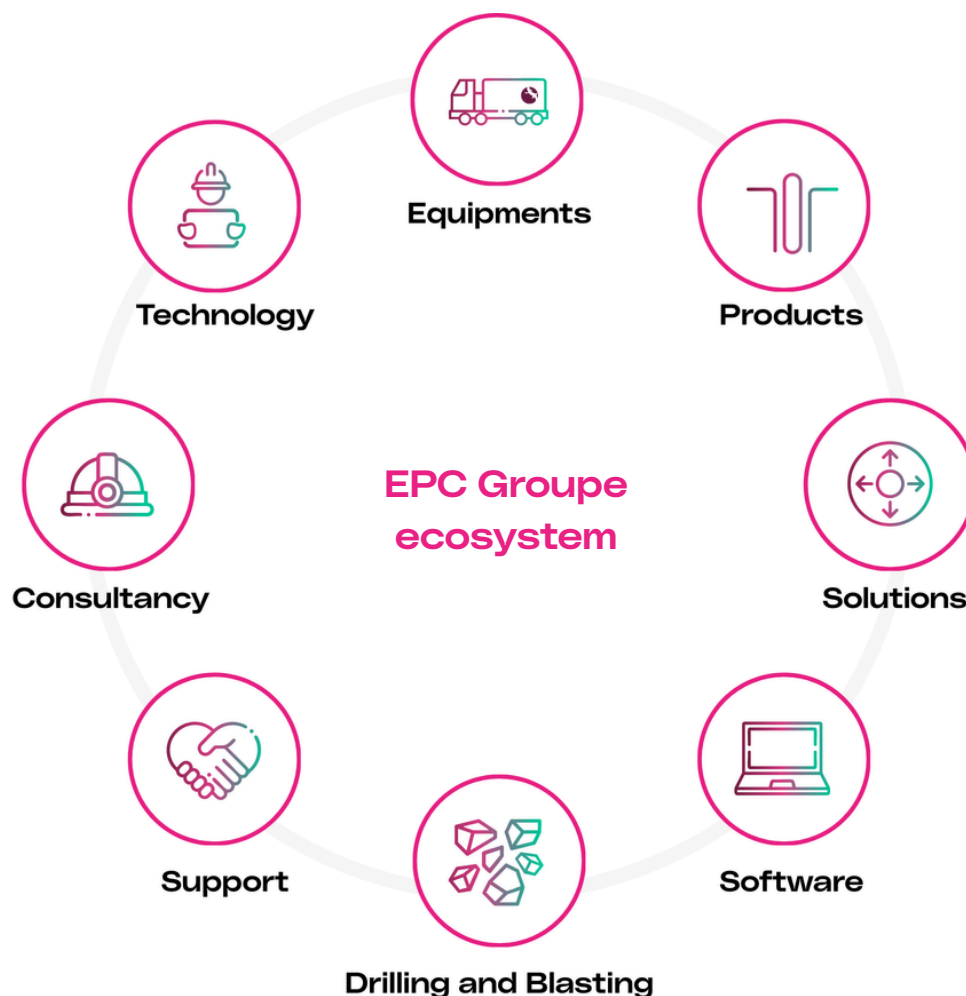 Equipments
Technology
Products
EPC Groupe
ecosystem
Consultancy
Solutions
Support
Software
Drilling and Blasting